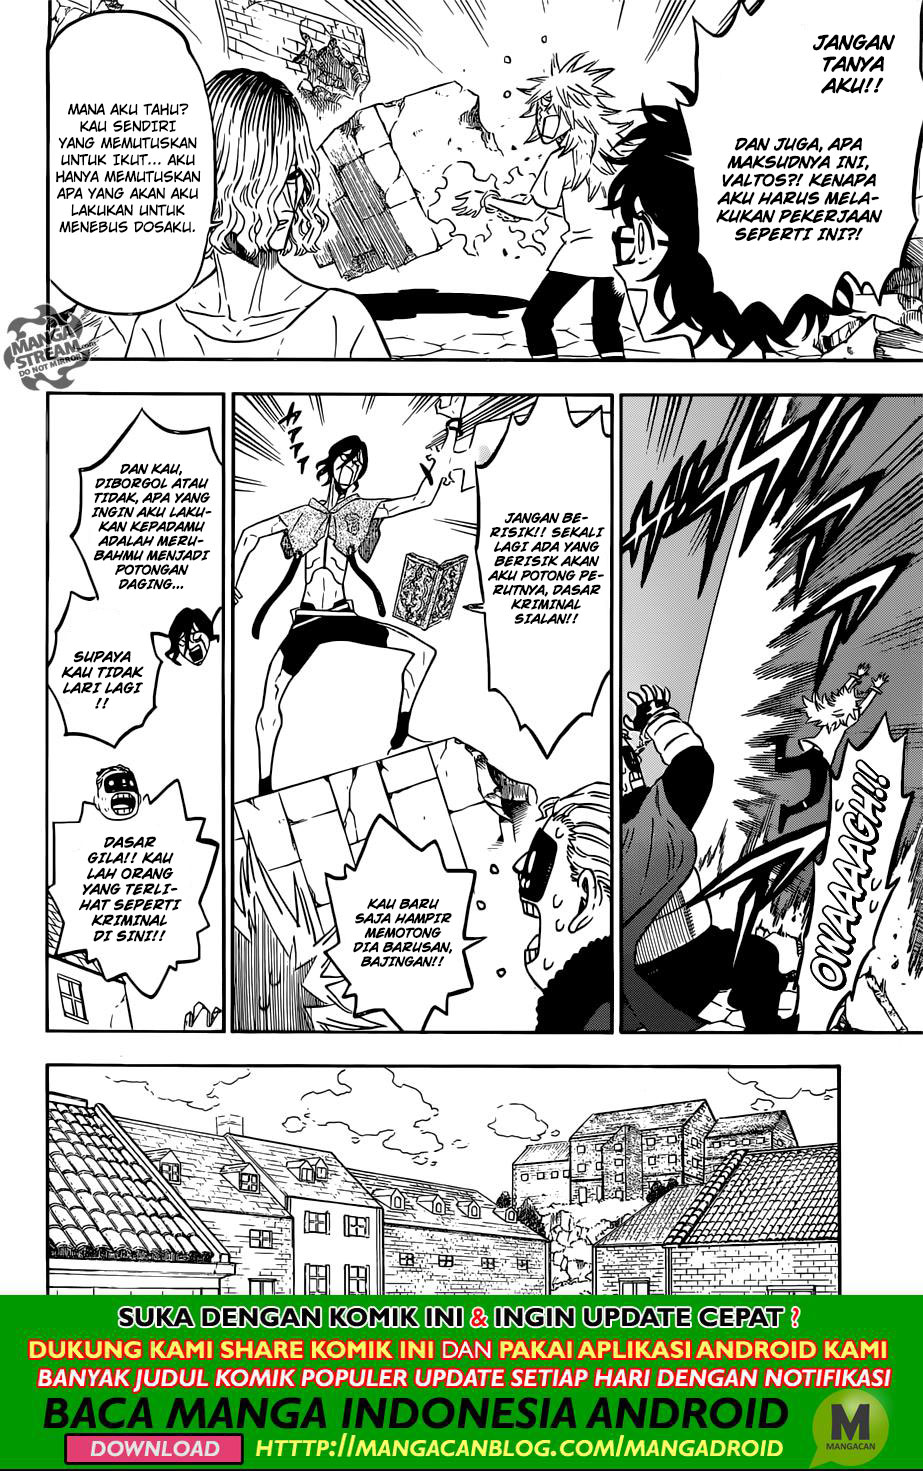 JANGAN
TANYA
AKU!!
DAN JUGA, APA
MAKSUDNYA INI,
VALTOS?! KENAPA
AKU HARUS MELA-
KUKAN PEKERJAAN
SEPERTI INI?!
MANA AKU TAHU?
KAU SENDIRI
YANG MEMUTUSKAN
UNTUK IKUT... AKU
HANYA MEMUTUSKAN
APA YANG AKAN AKU
LAKUKAN UNTUK
MENEBUS DOSAKU.
MANGA
STREAM.com
DO NOT MIRROR
OWAAAAGH!!!
JANGAN BE-
RISIK!! SEKALI
LAGI ADA YANG
BERISIK AKAN
AKU POTONG PE-
RUTNYA, DASAR
KRIMINAL
SIALAN!!
KAU BARU
SAJA HAMPIR
MEMOTONG
DIA BARUSAN,
BAJINGAN!!
DAN KAU,
DIBORGOL ATAU
TIDAK, APA YANG
INGIN AKU LAKU-
KAN KEPADAMU
ADALAH MERU-
BAHMU MENJADI
POTONGAN
DAGING...
SUPAYA
KAU TIDAK
LARI LAGI
!!
DASAR
GILA!! KAU
LAH ORANG
YANG TERLI-
HAT SEPERTI
KRIMINAL
DI SINI!!
SUKA DENGAN KOMIK INI & INGIN UPDATE CEPAT ?
DUKUNG KAMI SHARE KOMIK INI DAN PAKAI APLIKASI ANDROID KAMI
BANYAK JUDUL KOMIK POPULER UPDATE SETIAP HARI DENGAN NOTIFIKASI
BACA MANGA INDONESIA ANDROID
DOWNLOAD HTTTP://MANGACANBLOG.COM/MANGADROID
M
MANGACAN